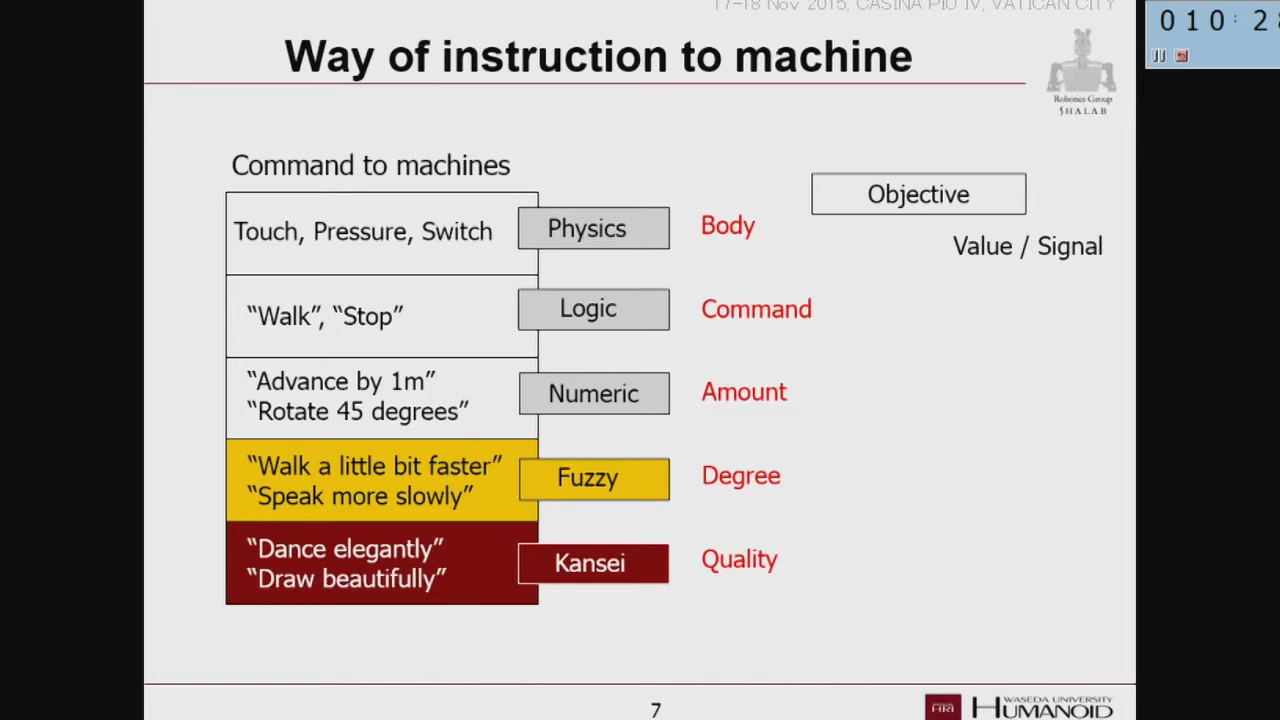 17-18 Nov 2015, CASINA PIO IV, VATICAN CITY
010:28
Way of instruction to machine
Robotics Group
SHALAB
Command to machines
Objective
Touch, Pressure, Switch
Physics
Body
Value / Signal
“Walk”, “Stop”
Logic
Command
“Advance by 1m”
“Rotate 45 degrees”
Numeric
Amount
“Walk a little bit faster”
“Speak more slowly”
Fuzzy
Degree
“Dance elegantly”
“Draw beautifully”
Kansei
Quality
7
WASEDA UNIVERSITY
HUMANOID